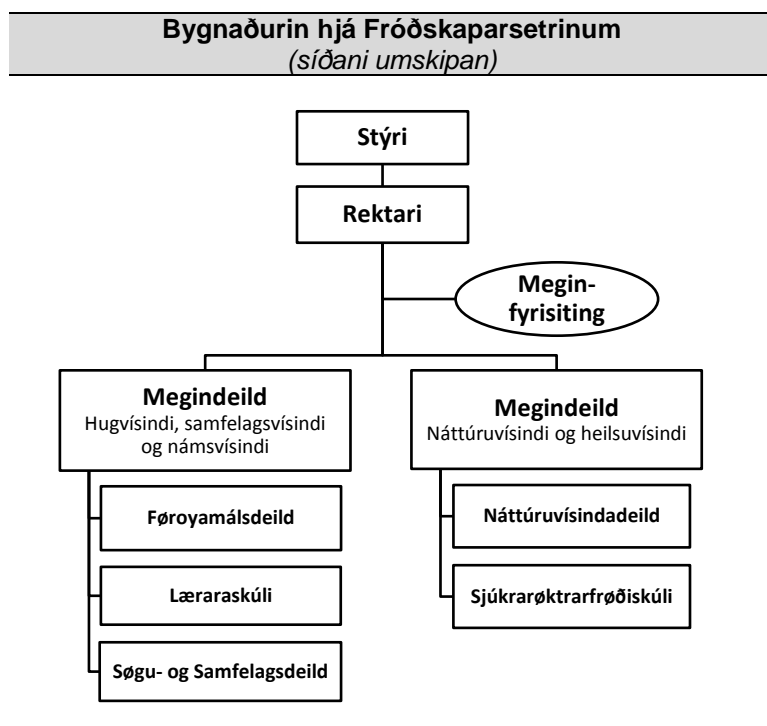 Bygnaðurin hjá Fróðskaparsetrinum
(síðani umskipan)
Stýri
Rektari
Megin-
fyrisiting
Megindeild
Hugvísindi, samfelagsvísindi
og námsvísindi
Megindeild
Náttúruvísindi og heilsuvísindi
Føroyamálsdeild
Náttúruvísindadeild
Læraraskúli
Sjúkrarøktrarfrøðiskúli
Søgu- og Samfelagsdeild